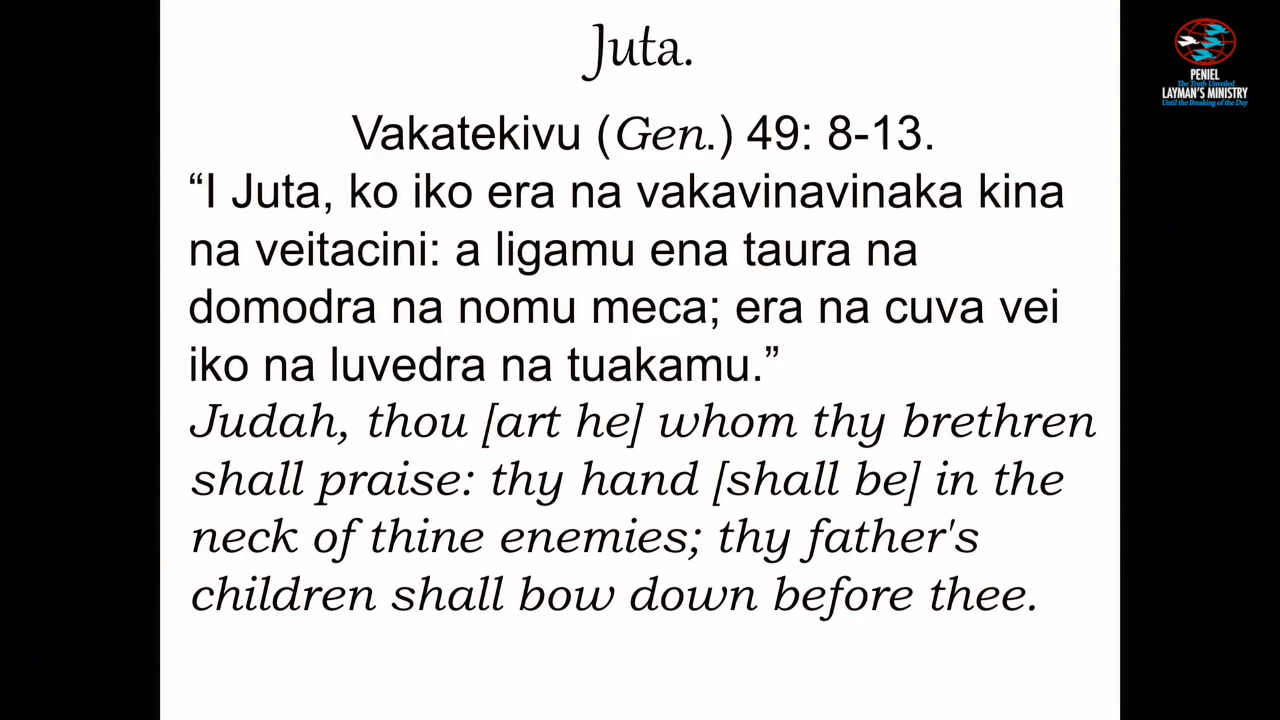 Juta.
Vakatekivu (Gen.) 49: 8-13.
“I Juta, ko iko era na vakavinavinaka kina
na veitacini: a ligamu ena taura na
domodra na nomu meca; era na cuva vei
iko na luvedra na tuakamu.”
Judah, thou [art he] whom thy brethren
shall praise: thy hand [shall be] in the
neck of thine enemies; thy father's
children shall bow down before thee.
PENIEL
The Truth Unveiled
LAYMAN'S MINISTRY
Until the Breaking of the Day